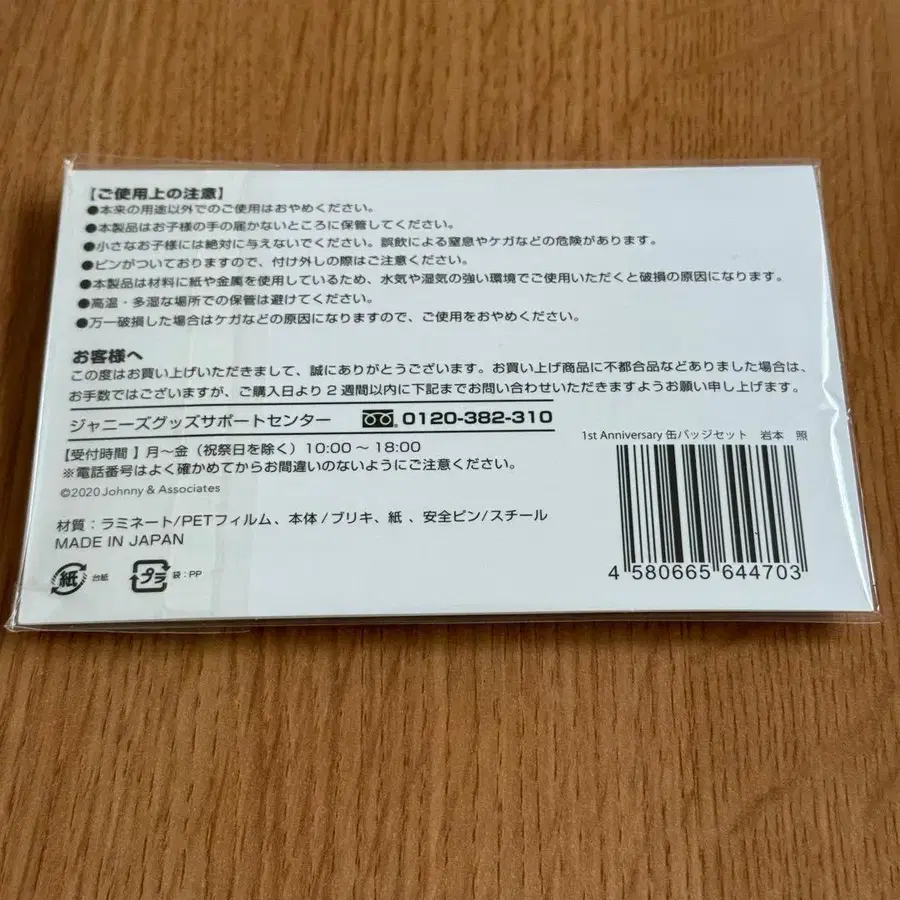 【ご使用上の注意】
●本来の用途以外でのご使用はおやめください。
●本製品はお子様の手の届かないところに保管してください。
●小さなお子様には絶対に与えないでください。誤飲による窒息やケガなどの危険があります。
●ピンがついておりますので、付け外しの際はご注意ください。
●本製品は材料に紙や金属を使用しているため、水気や湿気の強い環境でご使用いただくと破損の原因になります。
●高温・多湿な場所での保管は避けてください。
●万一破損した場合はケガなどの原因になりますので、ご使用をおやめください。
お客様へ
この度はお買い上げいただきまして、誠にありがとうございます。お買い上げ商品に不都合品などありました場合は、
お手数ではございますが、ご購入日より2週間以内に下記までお問い合わせいただきますようお願い申し上げます。
ジャニーズグッズサポートセンター 0120-382-310
【受付時間】月〜金（祝祭日を除く）10:00〜18:00
※電話番号はよく確かめてからお間違いのないようにご注意ください。
©2020 Johnny & Associates
材質：ラミネート/PETフィルム、本体/ブリキ、紙、安全ピン/スチール
MADE IN JAPAN
紙 台紙 プラ 袋：PP
1st Anniversary 缶バッジセット 岩本 照
4 580665 644703